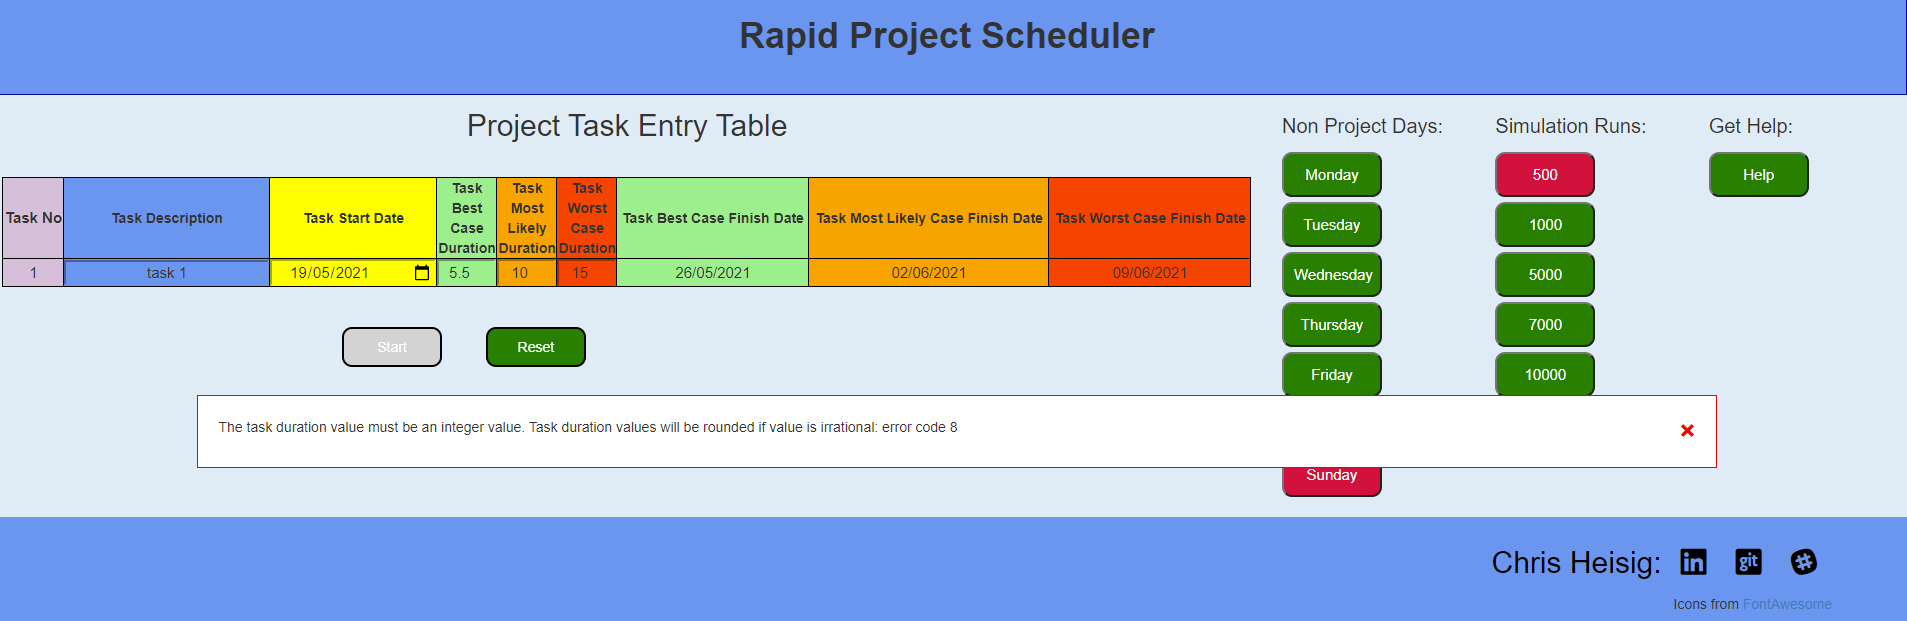 Rapid Project Scheduler
Project Task Entry Table
Non Project Days:
Simulation Runs:
Get Help:
Monday
500
Help
Task No
Task Description
Task Start Date
Task
Best
Case
Duration
Task
Most
Likely
Duration
Task
Worst
Case
Duration
Task Best Case Finish Date
Task Most Likely Case Finish Date
Task Worst Case Finish Date
Tuesday
1000
1
task 1
19/05/2021
5.5
10
15
26/05/2021
02/06/2021
09/06/2021
Wednesday
5000
Thursday
7000
Start
Reset
Friday
10000
The task duration value must be an integer value. Task duration values will be rounded if value is irrational: error code 8
Sunday
Chris Heisig:
in
git
Icons from FontAwesome